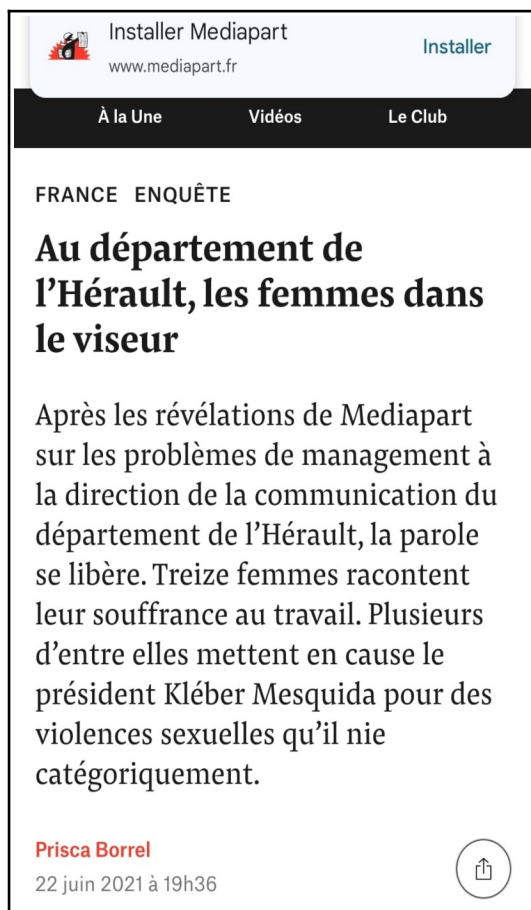 Installer Mediapart
www.mediapart.fr
Installer
À la Une Vidéos Le Club
FRANCE ENQUÊTE
Au département de
l’Hérault, les femmes dans
le viseur
Après les révélations de Mediapart
sur les problèmes de management à
la direction de la communication du
département de l’Hérault, la parole
se libère. Treize femmes racontent
leur souffrance au travail. Plusieurs
d’entre elles mettent en cause le
président Kléber Mesquida pour des
violences sexuelles qu’il nie
catégoriquement.
Prisca Borrel
22 juin 2021 à 19h36